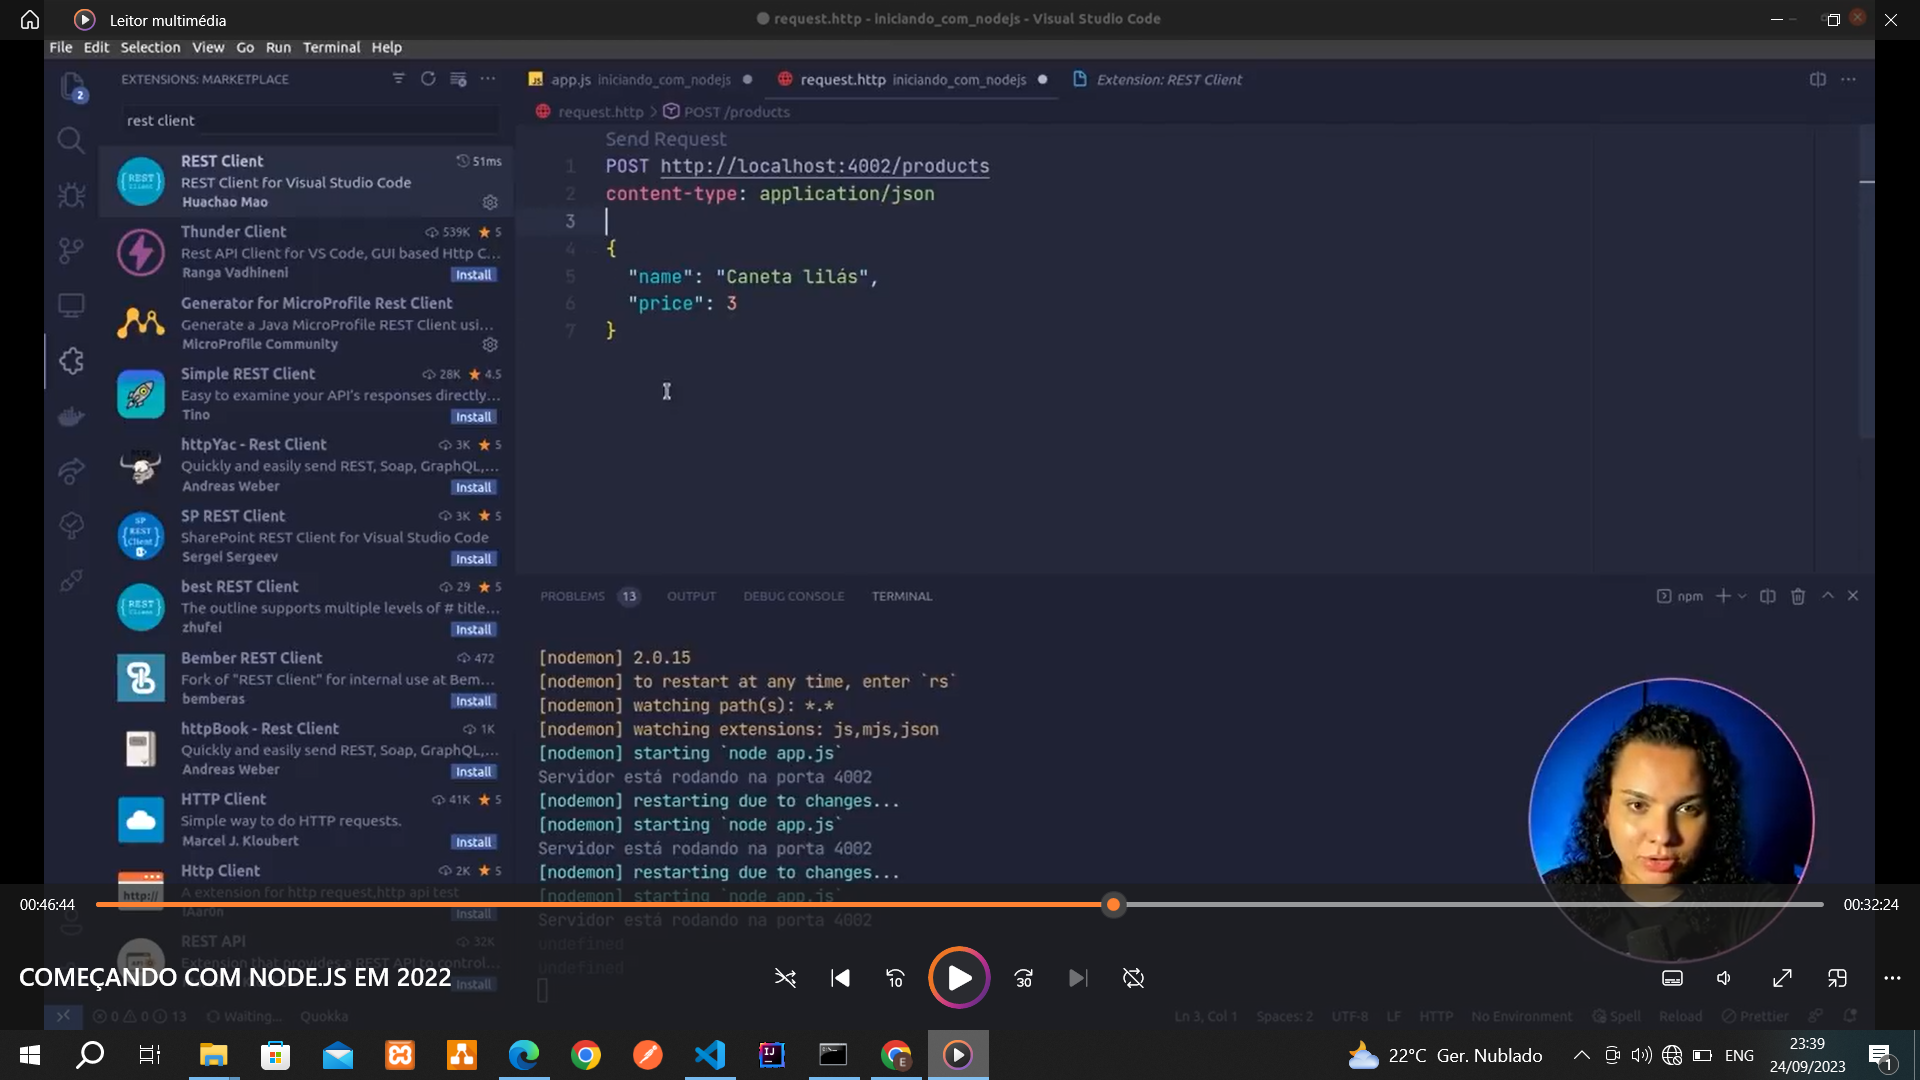 Leitor multimédia
request.http - iniciando_com_nodejs - Visual Studio Code
File Edit Selection View Go Run Terminal Help
EXTENSIONS: MARKETPLACE
2
rest client
REST Client
51ms
REST Client for Visual Studio Code
Huachao Mao
Thunder Client
539K ★ 5
Rest API Client for VS Code, GUI based Http C...
Ranga Vadhineni
Install
Generator for MicroProfile Rest Client
Generate a Java MicroProfile REST Client usi...
MicroProfile Community
Simple REST Client
28K ★ 4.5
Easy to examine your API's responses directly...
Tino
Install
httpYac - Rest Client
3K ★ 5
Quickly and easily send REST, Soap, GraphQL,...
Andreas Weber
Install
SP REST Client
3K ★ 5
SharePoint REST Client for Visual Studio Code
Sergei Sergeev
Install
best REST Client
29 ★ 5
The outline supports multiple levels of # title...
zhufei
Install
Bember REST Client
472
Fork of "REST Client" for internal use at Bem...
bemberas
Install
httpBook - Rest Client
1K
Quickly and easily send REST, Soap, GraphQL,...
Andreas Weber
Install
HTTP Client
41K ★ 5
Simple way to do HTTP requests.
Marcel J. Kloubert
Install
Http Client
2K ★ 5
A extension for http request,http api test
Install
REST API
32K
Extension that provides a REST API to control...
Install
app.js iniciando_com_nodejs
request.http iniciando_com_nodejs
Extension: REST Client
request.http > POST /products
Send Request
1 POST http://localhost:4002/products
2 content-type: application/json
3
4 {
5 "name": "Caneta lilás",
6 "price": 3
7 }
PROBLEMS 13 OUTPUT DEBUG CONSOLE TERMINAL
npm
[nodemon] 2.0.15
[nodemon] to restart at any time, enter `rs`
[nodemon] watching path(s): *.*
[nodemon] watching extensions: js,mjs,json
[nodemon] starting `node app.js`
Servidor está rodando na porta 4002
[nodemon] restarting due to changes...
[nodemon] starting `node app.js`
Servidor está rodando na porta 4002
[nodemon] restarting due to changes...
[nodemon] starting `node app.js`
Servidor está rodando na porta 4002
undefined
undefined
00:46:44
00:32:24
COMEÇANDO COM NODE.JS EM 2022
10
30
0 0 13 Waiting... Quokka
Ln 3, Col 1 Spaces: 2 UTF-8 LF HTTP No Environment Spell Reload Prettier
22°C Ger. Nublado
ENG
23:39
24/09/2023
1